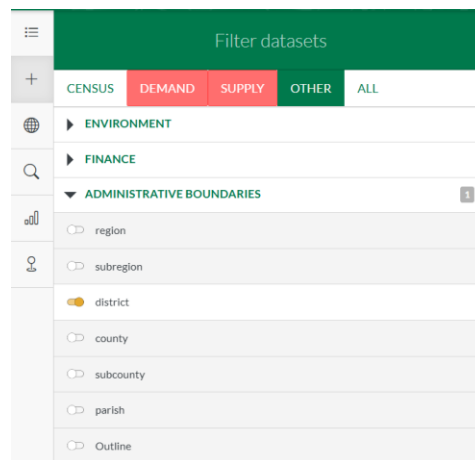 Filter datasets
CENSUS DEMAND SUPPLY OTHER ALL
ENVIRONMENT
FINANCE
ADMINISTRATIVE BOUNDARIES 1
region
subregion
district
county
subcounty
parish
Outline